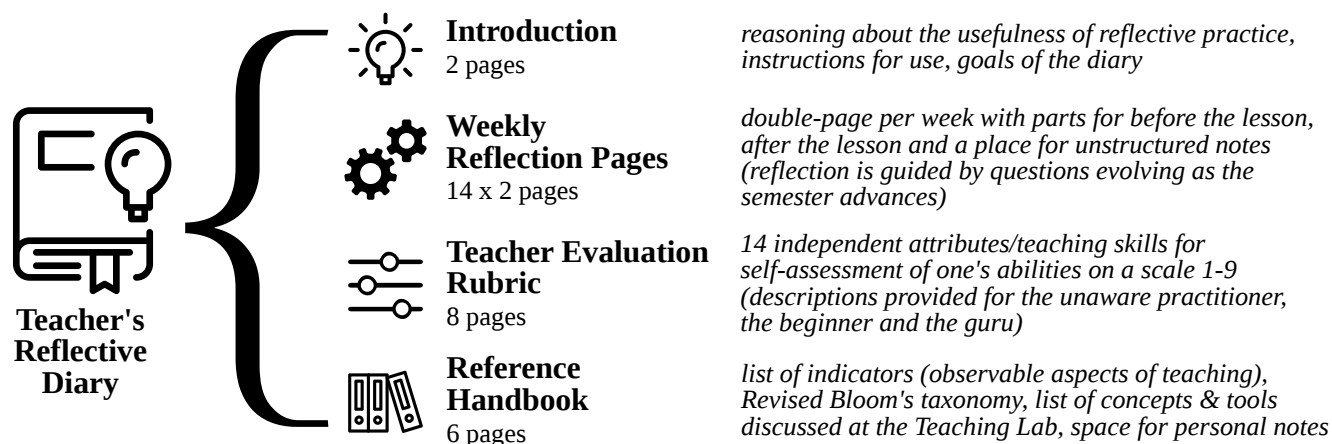 Teacher's
Reflective
Diary
Introduction
2 pages
reasoning about the usefulness of reflective practice,
instructions for use, goals of the diary
Weekly
Reflection Pages
14 x 2 pages
double-page per week with parts for before the lesson,
after the lesson and a place for unstructured notes
(reflection is guided by questions evolving as the
semester advances)
Teacher Evaluation
Rubric
8 pages
14 independent attributes/teaching skills for
self-assessment of one's abilities on a scale 1-9
(descriptions provided for the unaware practitioner,
the beginner and the guru)
Reference
Handbook
6 pages
list of indicators (observable aspects of teaching),
Revised Bloom's taxonomy, list of concepts & tools
discussed at the Teaching Lab, space for personal notes